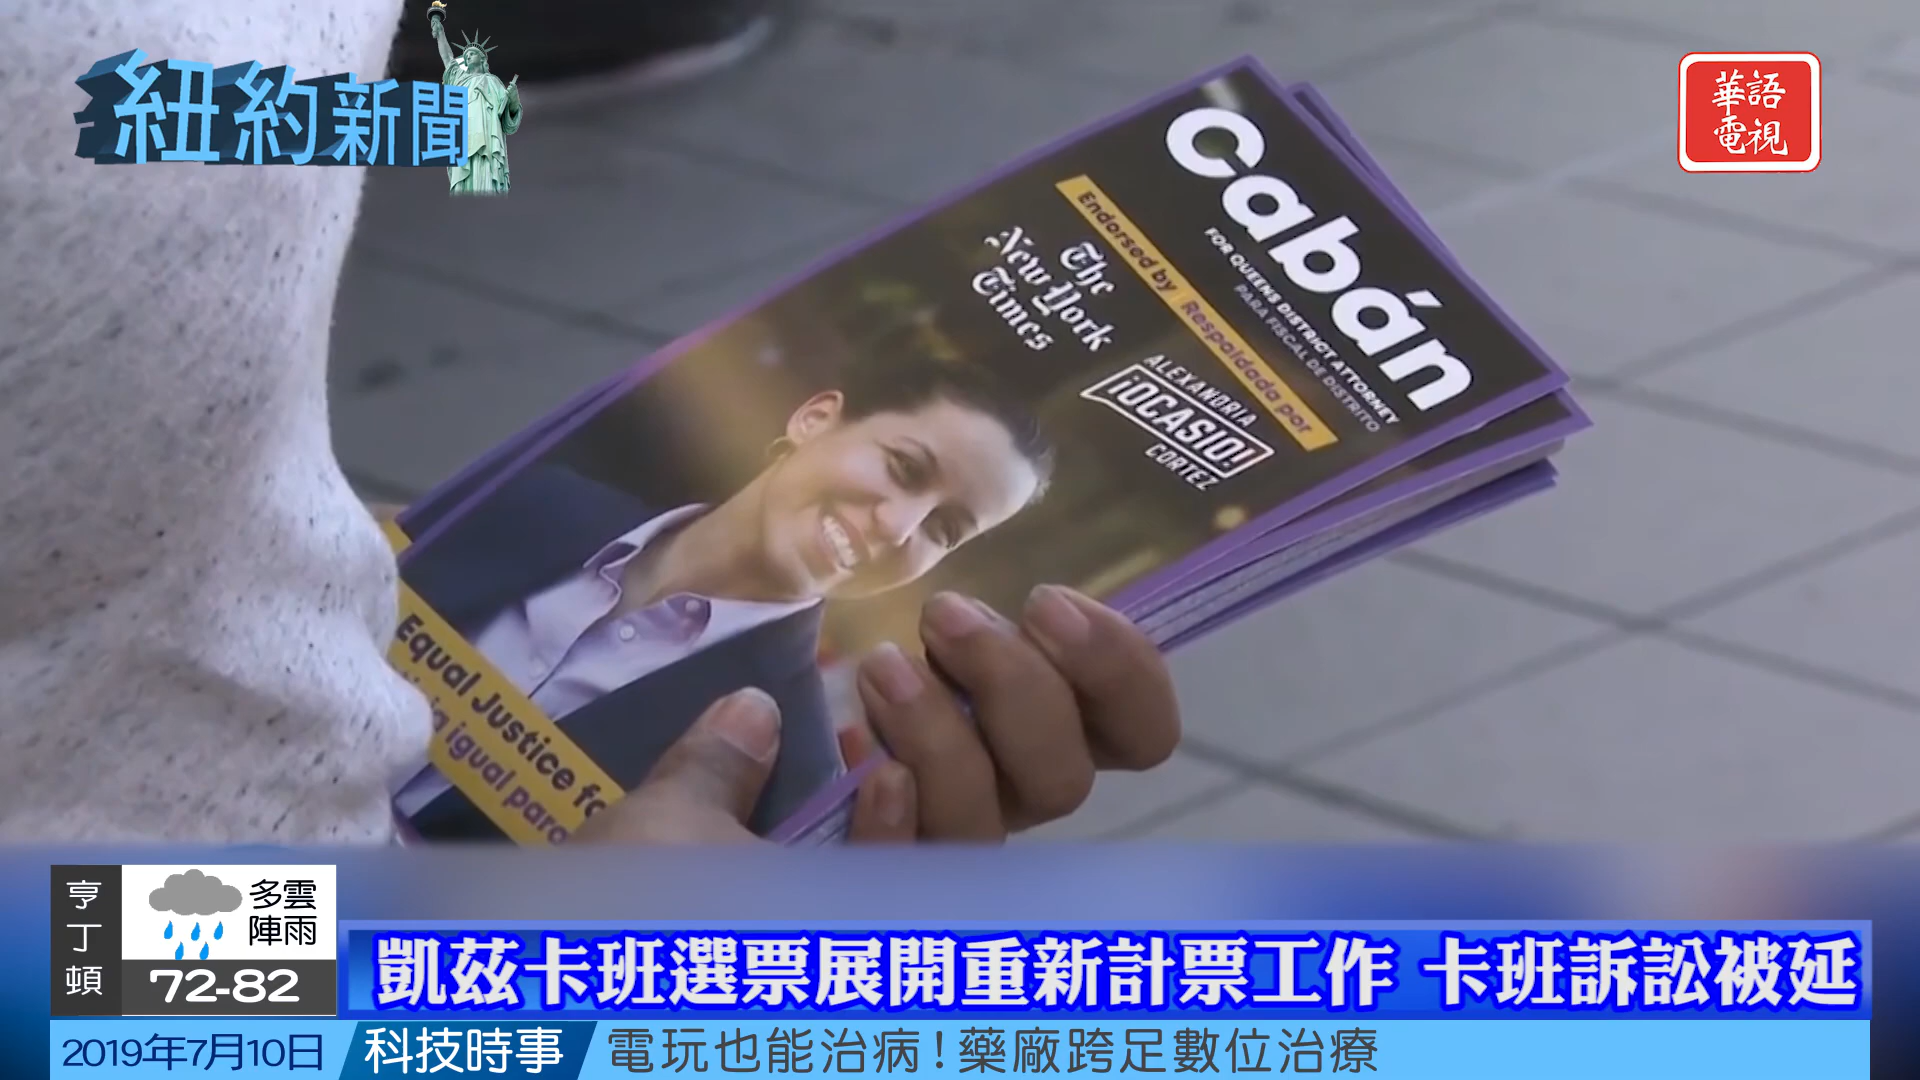 紐約新聞
華語
電視
Cabán
FOR QUEENS DISTRICT ATTORNEY
PARA FISCAL DE DISTRITO
Endorsed by | Respaldada por
The
New York
Times
ALEXANDRIA
¡OCASIO!
CORTEZ
Equal Justice fo
igual para
亨丁頓
多雲
陣雨
72-82
凱茲卡班選票展開重新計票工作 卡班訴訟被延
2019年7月10日
科技時事
電玩也能治病!藥廠跨足數位治療